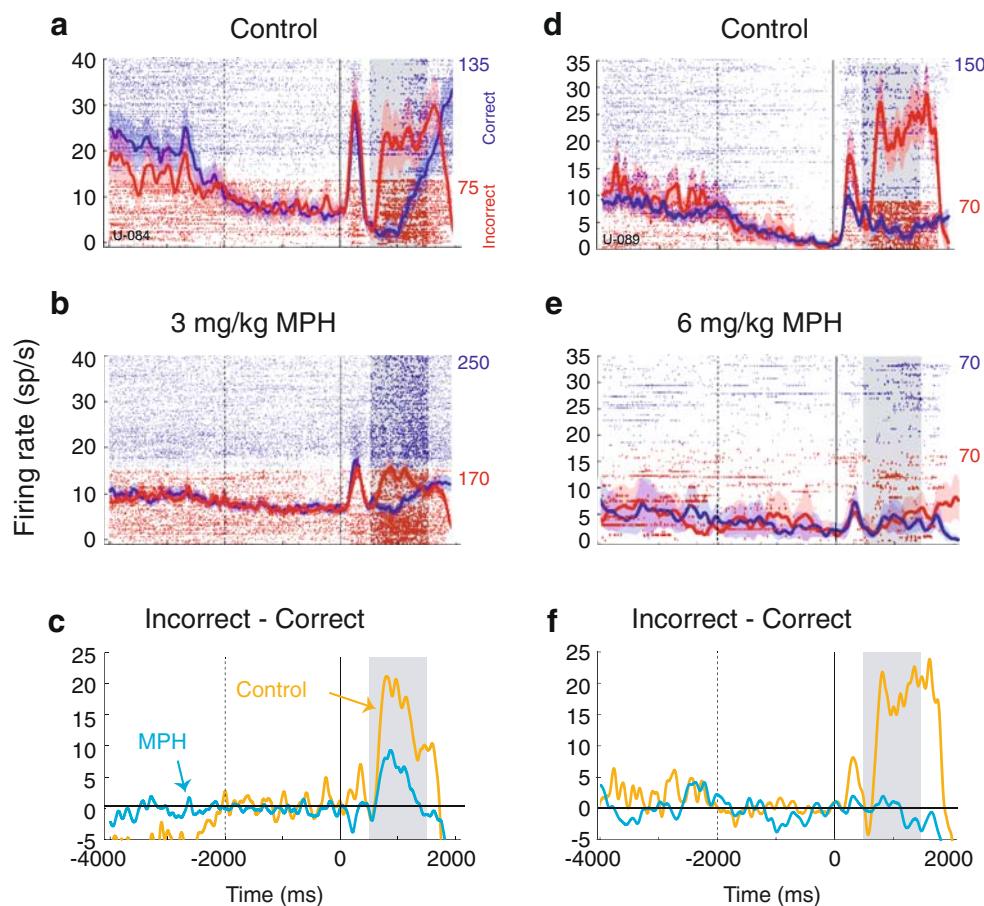 a
Control
40
30
20
10
0
135
Correct
75
Incorrect
U-084
d
Control
35
30
25
20
15
10
5
0
150
70
U-089
b
3 mg/kg MPH
40
30
20
10
0
250
170
Firing rate (sp/s)
e
6 mg/kg MPH
35
30
25
20
15
10
5
0
70
70
c
Incorrect - Correct
25
20
15
10
5
0
-5
Control
MPH
-4000 -2000 0 2000
Time (ms)
f
Incorrect - Correct
25
20
15
10
5
0
-5
-4000 -2000 0 2000
Time (ms)